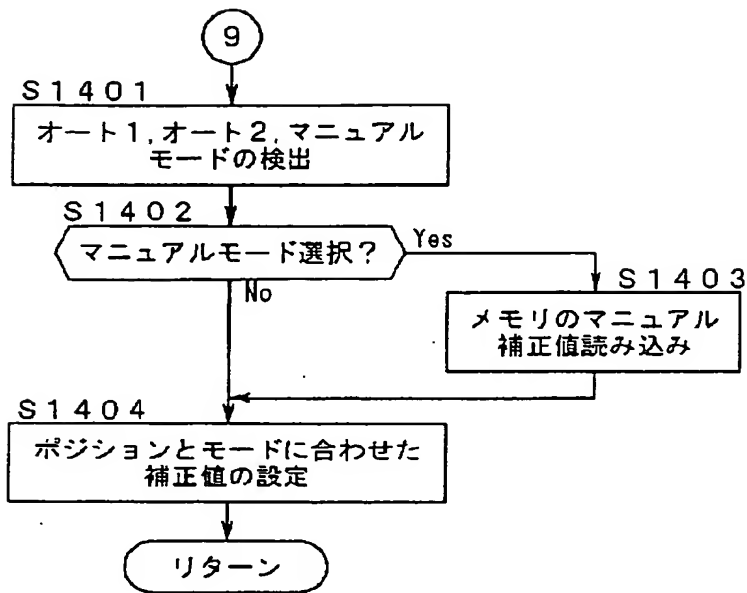 9
S1401
オート1,オート2,マニュアル
モードの検出
S1402
マニュアルモード選択?
Yes
No
S1403
メモリのマニュアル
補正値読み込み
S1404
ポジションとモードに合わせた
補正値の設定
リターン